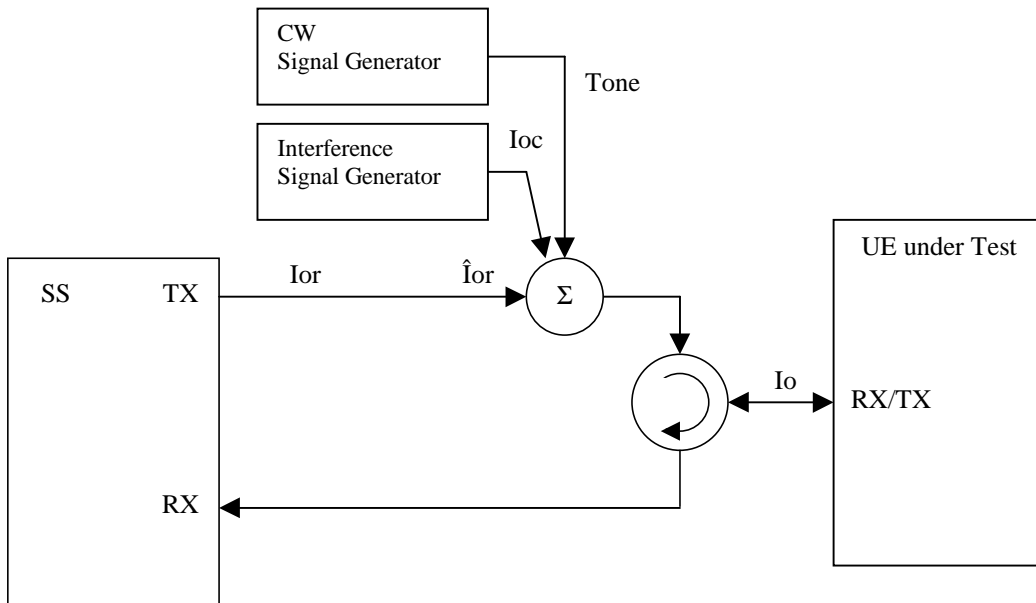 CW
Signal Generator
Tone
Ioc
Interference
Signal Generator
UE under Test
SS
TX
Ior
Îor
Σ
Io
RX/TX
RX